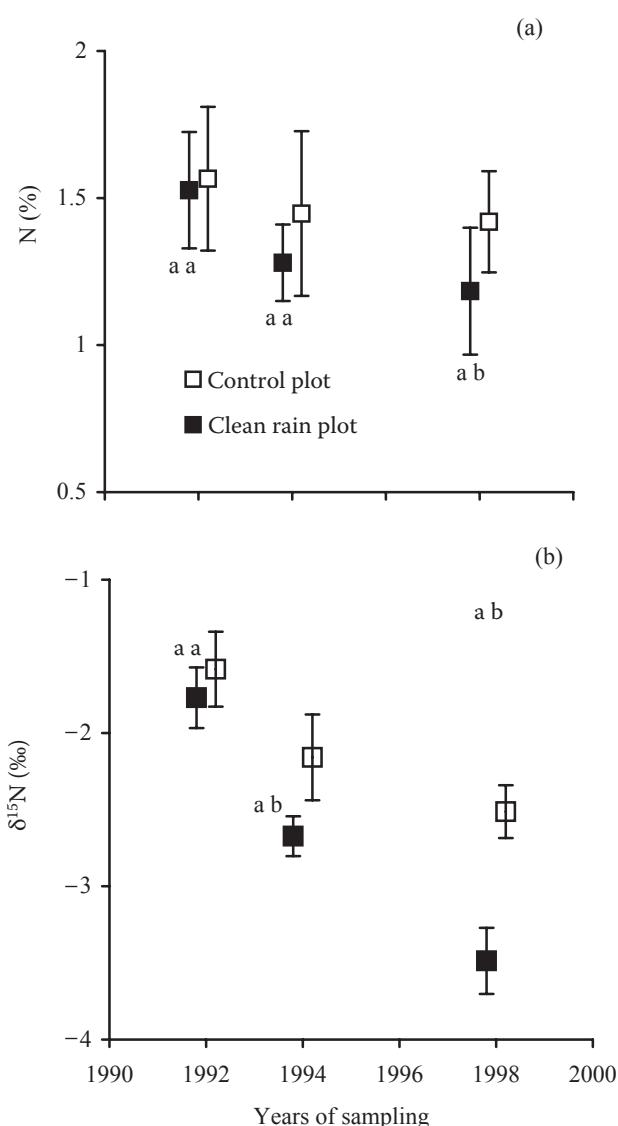 (a)
2
1.5
1
0.5
N (%)
a a
a a
a b
Control plot
Clean rain plot
(b)
−1
−2
−3
−4
δ¹⁵N (‰)
a a
a b
a b
1990 1992 1994 1996 1998 2000
Years of sampling